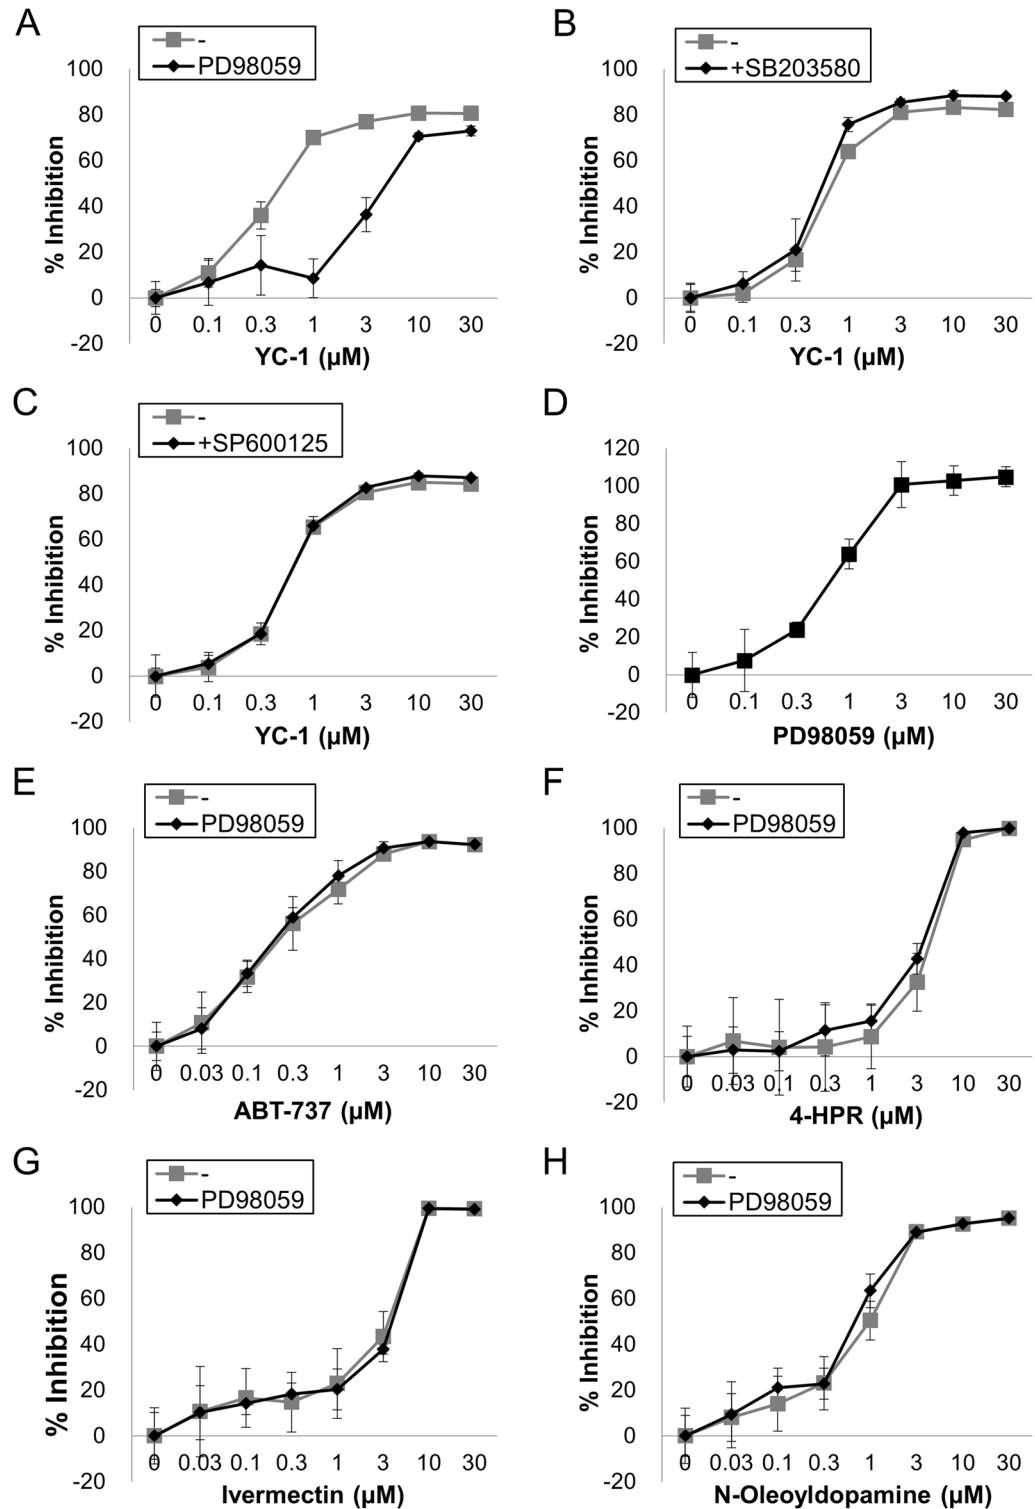 A
-
PD98059
100
80
60
40
20
0
-20
% Inhibition
0 0.1 0.3 1 3 10 30
YC-1 (µM)
B
-
+SB203580
100
80
60
40
20
0
-20
% Inhibition
0 0.1 0.3 1 3 10 30
YC-1 (µM)
C
-
+SP600125
100
80
60
40
20
0
-20
% Inhibition
0 0.1 0.3 1 3 10 30
YC-1 (µM)
D
120
100
80
60
40
20
0
-20
% Inhibition
0 0.1 0.3 1 3 10 30
PD98059 (µM)
E
-
PD98059
100
80
60
40
20
0
-20
% Inhibition
0 0.03 0.1 0.3 1 3 10 30
ABT-737 (µM)
F
-
PD98059
100
80
60
40
20
0
-20
% Inhibition
0 0.03 0.1 0.3 1 3 10 30
4-HPR (µM)
G
-
PD98059
100
80
60
40
20
0
-20
% Inhibition
0 0.03 0.1 0.3 1 3 10 30
Ivermectin (µM)
H
-
PD98059
100
80
60
40
20
0
-20
% Inhibition
0 0.03 0.1 0.3 1 3 10 30
N-Oleoyldopamine (µM)